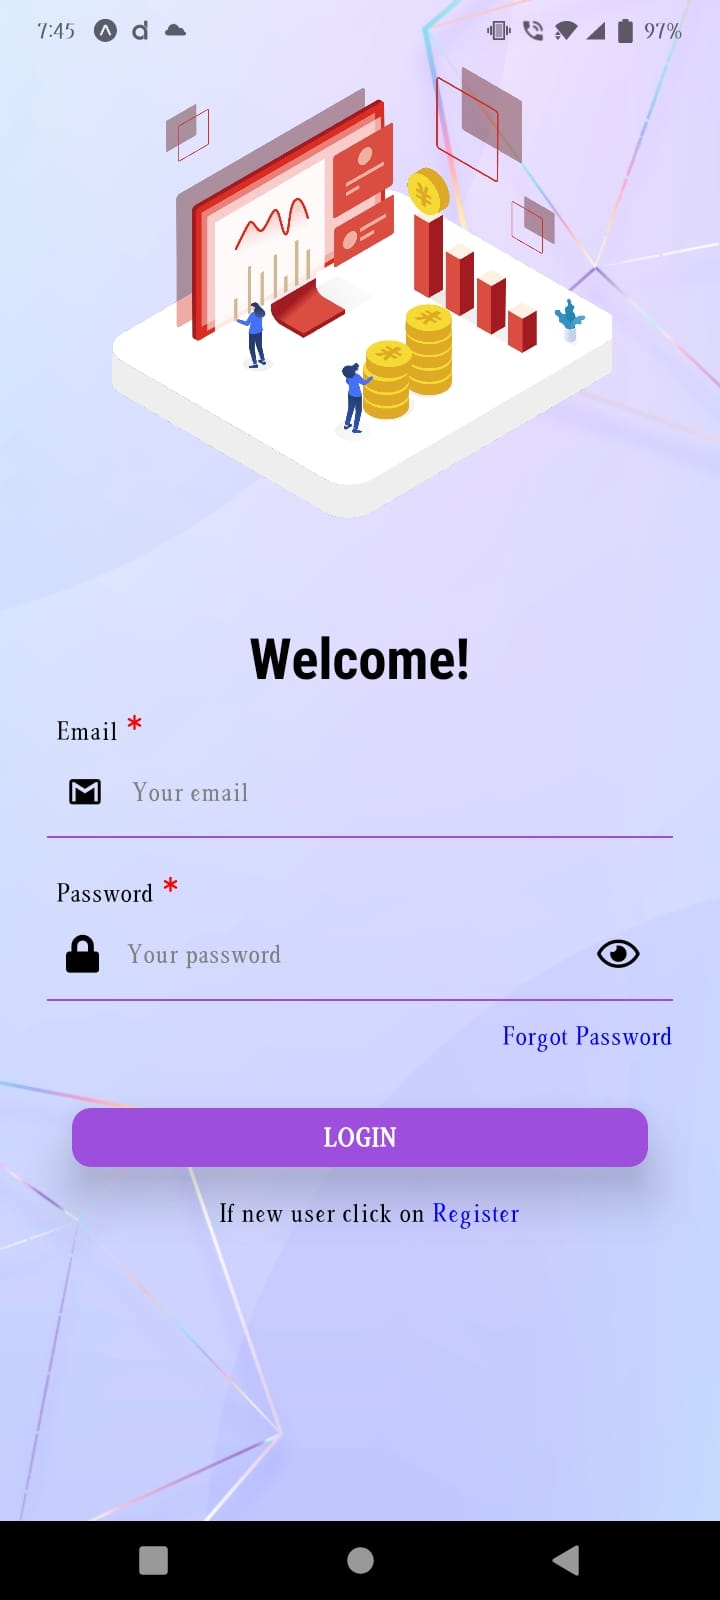 7:45 97%
Welcome!
Email *
Your email
Password *
Your password
Forgot Password
LOGIN
If new user click on Register